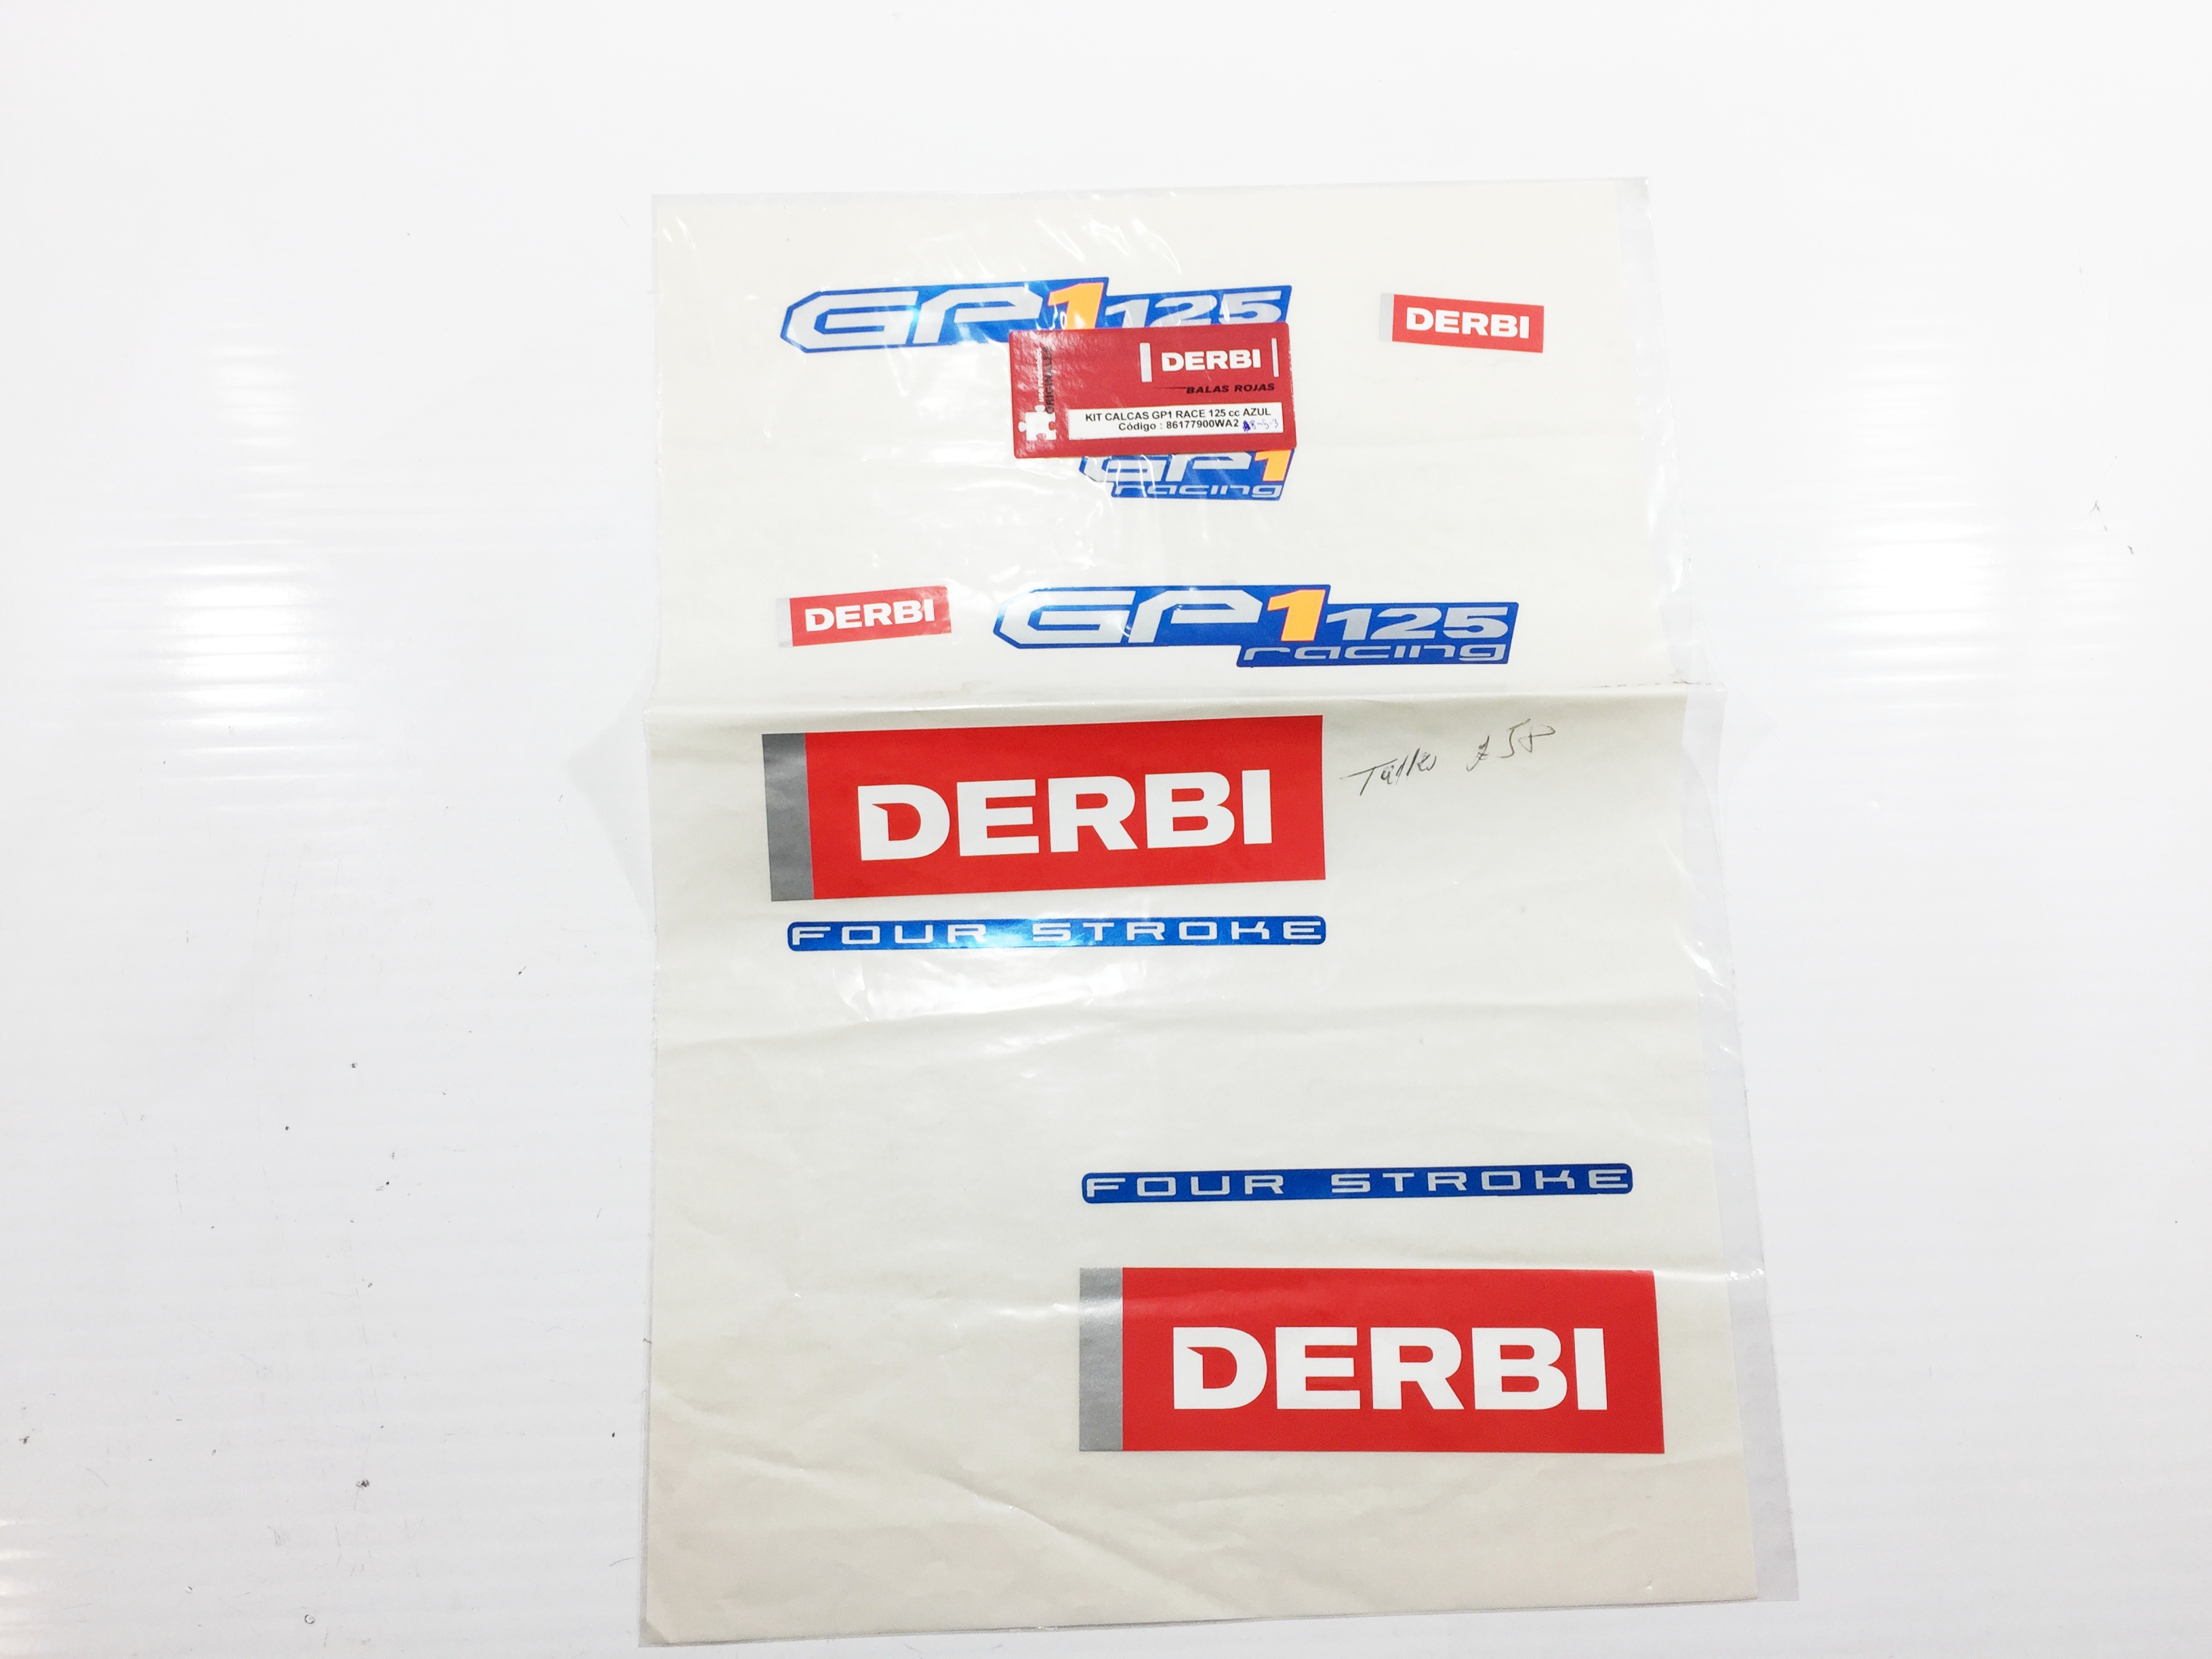 GP1 125
DERBI
ORIGINALES
DERBI
BALAS ROJAS
KIT CALCAS GP1 RACE 125 cc AZUL
Código : 86177900WA2
GP1
racing
DERBI
GP1 125
racing
DERBI
FOUR STROKE
FOUR STROKE
DERBI